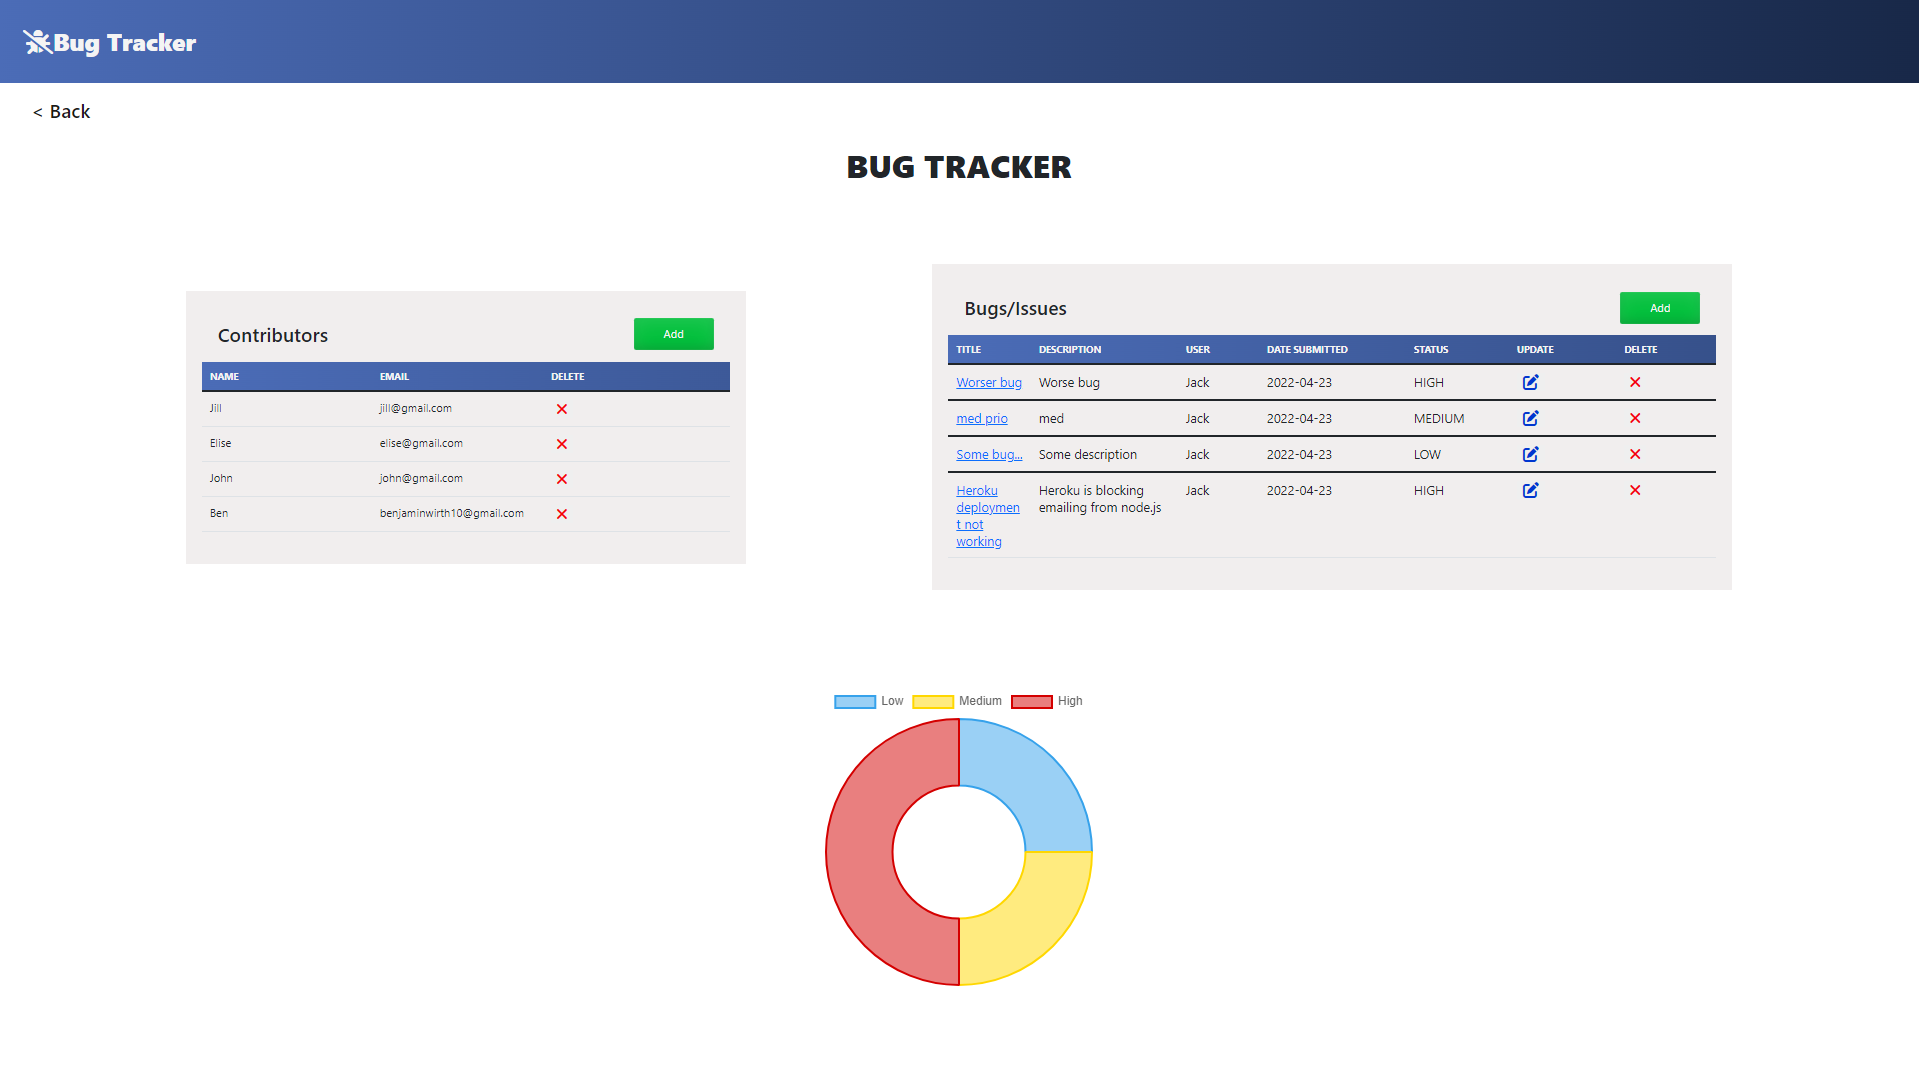 Bug Tracker
< Back
BUG TRACKER
Contributors
Add
NAME EMAIL DELETE
Jill jill@gmail.com
Elise elise@gmail.com
John john@gmail.com
Ben benjaminwirth10@gmail.com
Bugs/Issues
Add
TITLE DESCRIPTION USER DATE SUBMITTED STATUS UPDATE DELETE
Worser bug Worse bug Jack 2022-04-23 HIGH
med prio med Jack 2022-04-23 MEDIUM
Some bug... Some description Jack 2022-04-23 LOW
Heroku Heroku is blocking Jack 2022-04-23 HIGH
deploymen emailing from node.js
t not
working
Low Medium High